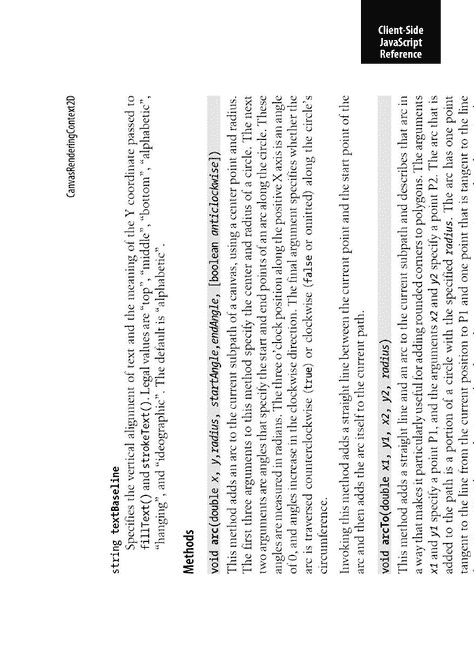 Client-Side
JavaScript
Reference
CanvasRenderingContext2D
string textBaseline
Specifies the vertical alignment of text and the meaning of the Y coordinate passed to
fillText() and strokeText(). Legal values are “top”, “middle”, “bottom”, “alphabetic”,
“hanging”, and “ideographic”. The default is “alphabetic”.
Methods
void arc(double x, y,radius, startAngle,endAngle, [boolean anticlockwise])
This method adds an arc to the current subpath of a canvas, using a center point and radius.
The first three arguments to this method specify the center and radius of a circle. The next
two arguments are angles that specify the start and end points of an arc along the circle. These
angles are measured in radians. The three o’clock position along the positive X axis is an angle
of 0, and angles increase in the clockwise direction. The final argument specifies whether the
arc is traversed counterclockwise (true) or clockwise (false or omitted) along the circle’s
circumference.
Invoking this method adds a straight line between the current point and the start point of the
arc and then adds the arc itself to the current path.
void arcTo(double x1, y1, x2, y2, radius)
This method adds a straight line and an arc to the current subpath and describes that arc in
a way that makes it particularly useful for adding rounded corners to polygons. The arguments
x1 and y1 specify a point P1, and the arguments x2 and y2 specify a point P2. The arc that is
added to the path is a portion of a circle with the specified radius. The arc has one point
tangent to the line from the current position to P1 and one point that is tangent to the line